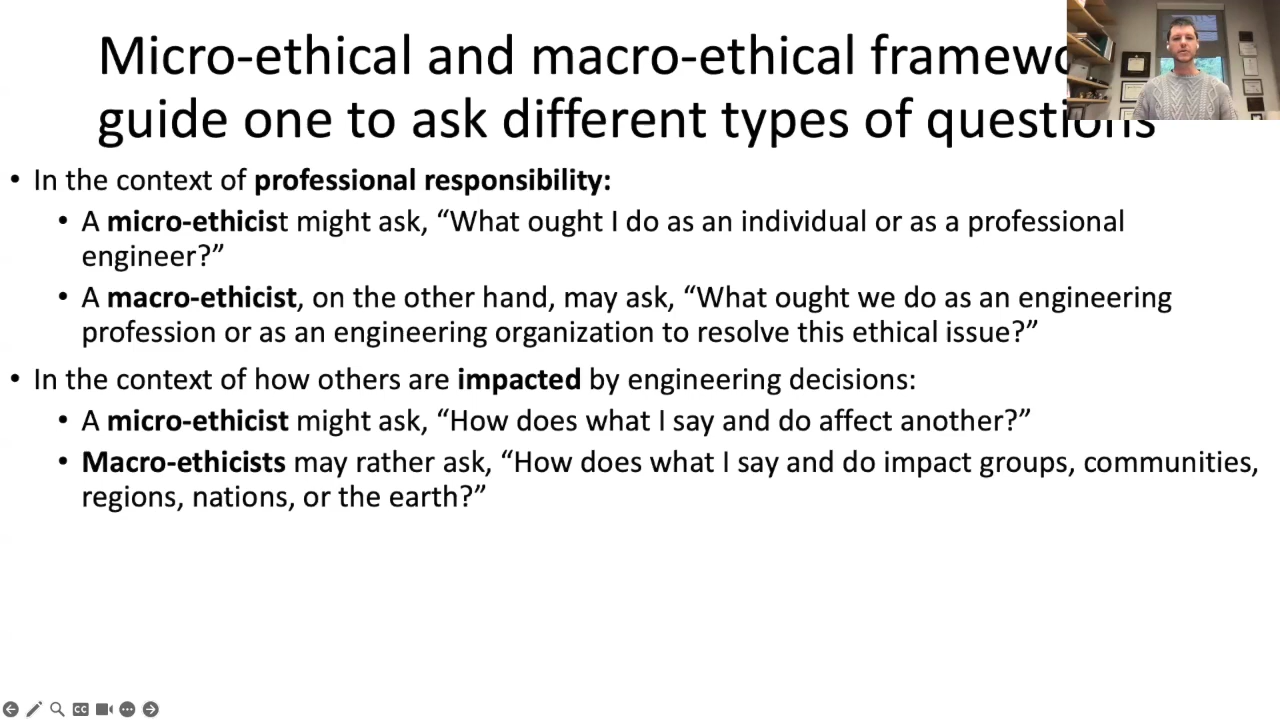 Micro-ethical and macro-ethical
guide one to ask different types of questions
• In the context of professional responsibility:
• A micro-ethicist might ask, “What ought I do as an individual or as a professional
engineer?”
• A macro-ethicist, on the other hand, may ask, “What ought we do as an engineering
profession or as an engineering organization to resolve this ethical issue?”
• In the context of how others are impacted by engineering decisions:
• A micro-ethicist might ask, “How does what I say and do affect another?”
• Macro-ethicists may rather ask, “How does what I say and do impact groups, communities,
regions, nations, or the earth?”
CC